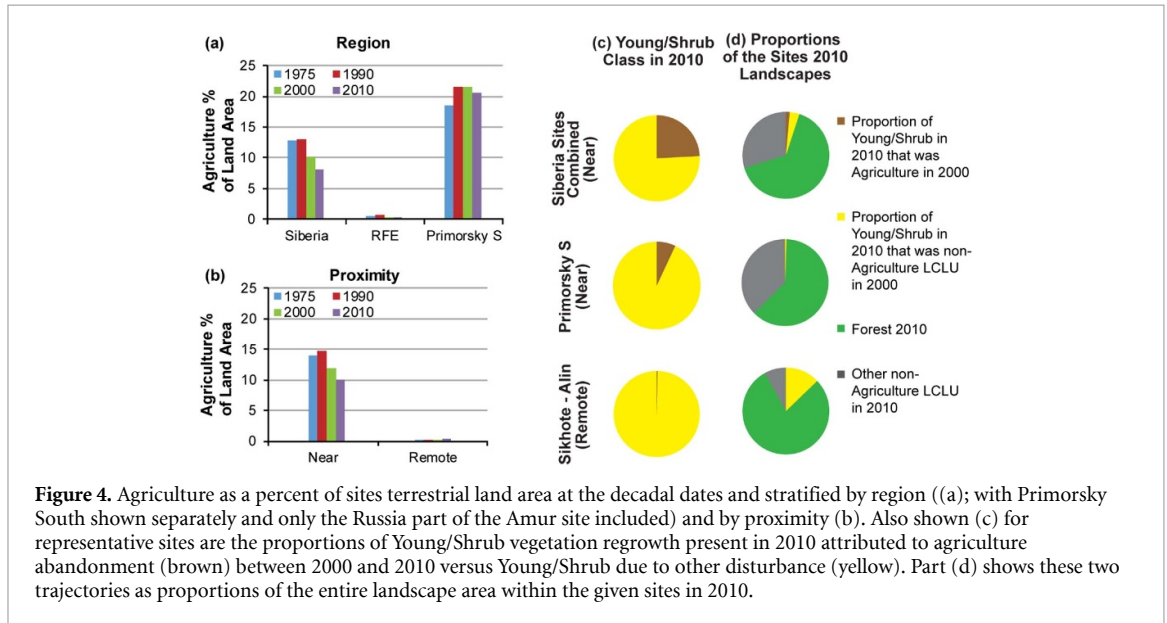 (a)
Region
25
20
15
10
5
0
Agriculture %
of Land Area
1975
1990
2000
2010
Siberia
RFE
Primorsky S
(b)
Proximity
25
20
15
10
5
0
Agriculture %
of Land Area
1975
1990
2000
2010
Near
Remote
(c) Young/Shrub
Class in 2010
(d) Proportions
of the Sites 2010
Landscapes
Siberia Sites
Combined
(Near)
Primorsky S
(Near)
Sikhote - Alin
(Remote)
Proportion of
Young/Shrub in
2010 that was
Agriculture in 2000
Proportion of
Young/Shrub in
2010 that was non-
Agriculture LCLU
in 2000
Forest 2010
Other non-
Agriculture LCLU
in 2010
Figure 4. Agriculture as a percent of sites terrestrial land area at the decadal dates and stratified by region ((a); with Primorsky
South shown separately and only the Russia part of the Amur site included) and by proximity (b). Also shown (c) for
representative sites are the proportions of Young/Shrub vegetation regrowth present in 2010 attributed to agriculture
abandonment (brown) between 2000 and 2010 versus Young/Shrub due to other disturbance (yellow). Part (d) shows these two
trajectories as proportions of the entire landscape area within the given sites in 2010.